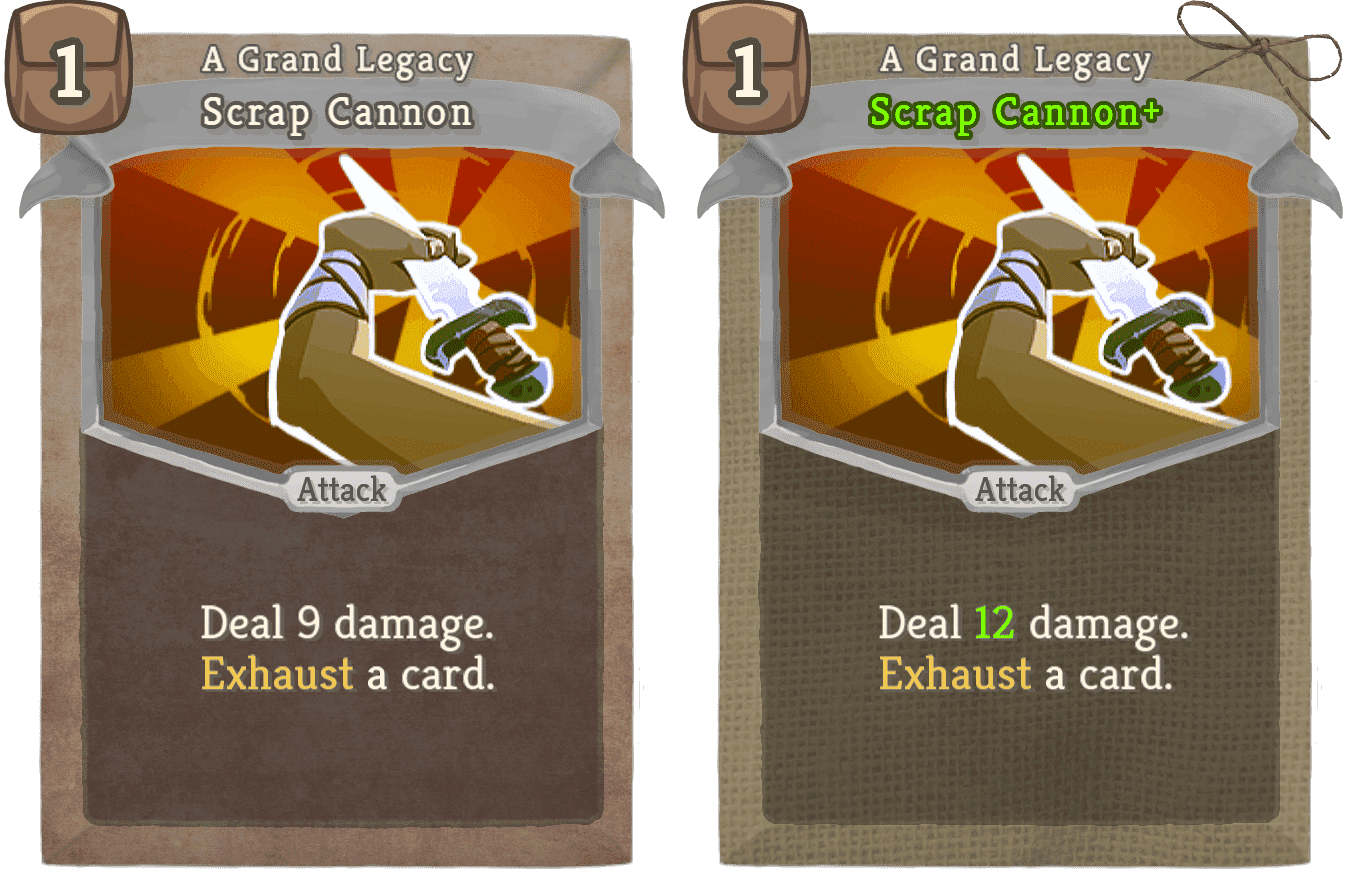 1
A Grand Legacy
Scrap Cannon
Attack
Deal 9 damage.
Exhaust a card.
1
A Grand Legacy
Scrap Cannon+
Attack
Deal 12 damage.
Exhaust a card.